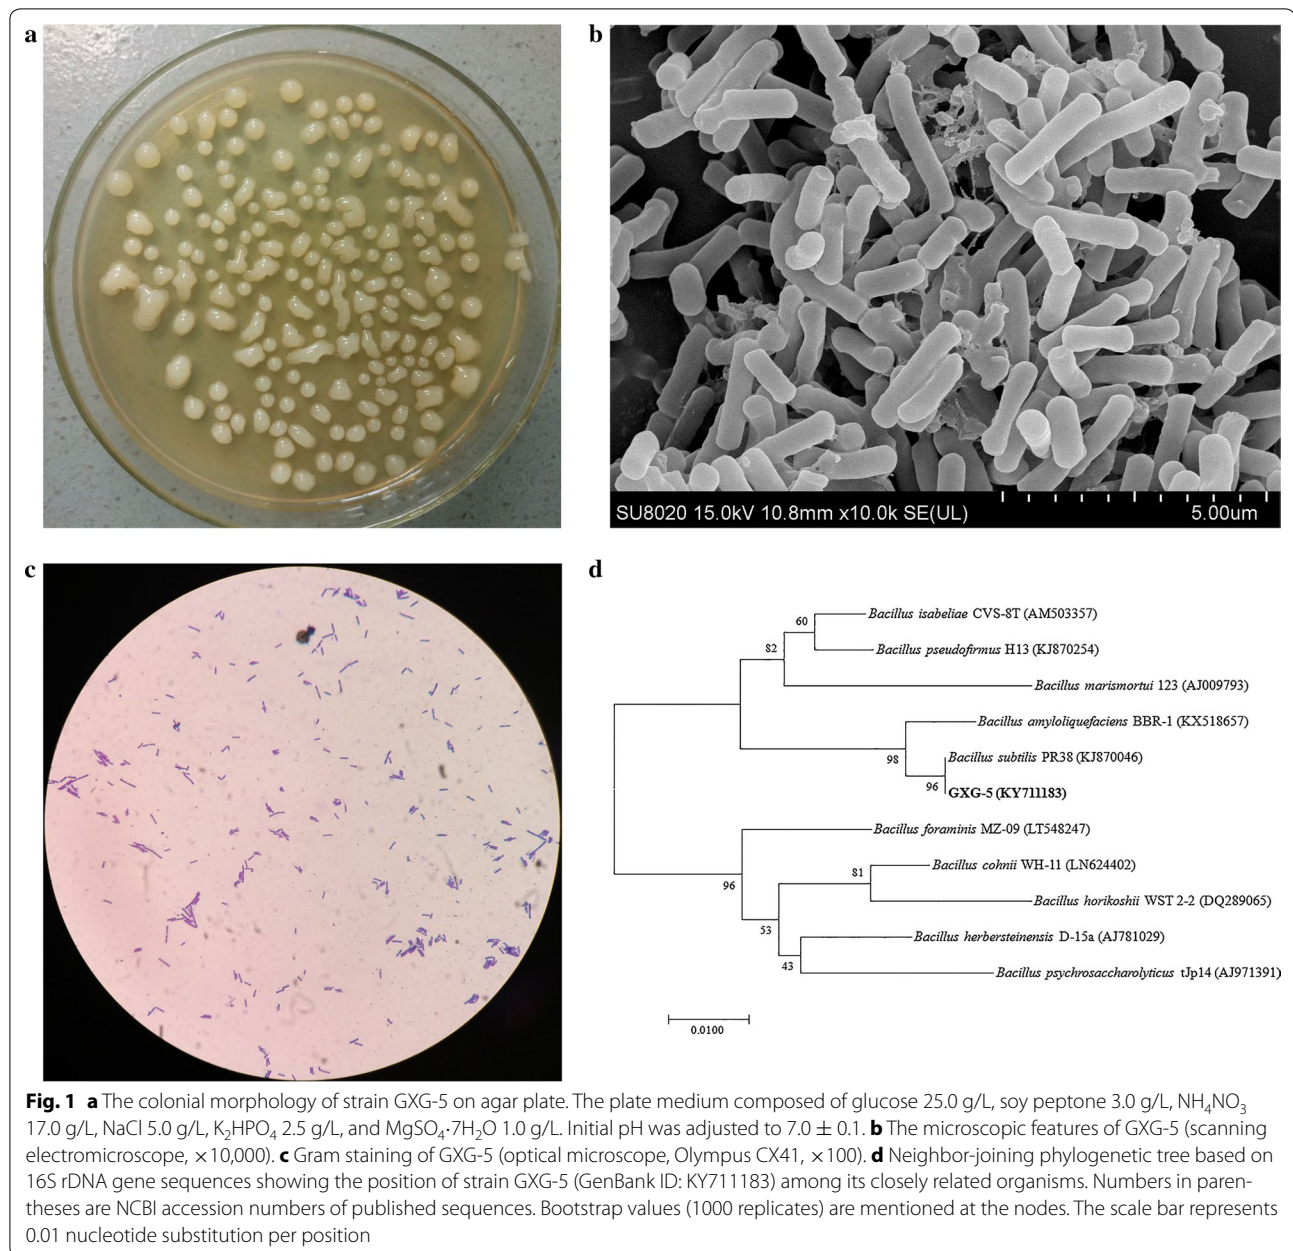 a
b
SU8020 15.0kV 10.8mm x10.0k SE(UL)
5.00um
c
d
Bacillus isabeliae CVS-8T (AM503357)
60
Bacillus pseudofirmus H13 (KJ870254)
82
Bacillus marismortui 123 (AJ009793)
Bacillus amyloliquefaciens BBR-1 (KX518657)
98
Bacillus subtilis PR38 (KJ870046)
96
GXG-5 (KY711183)
Bacillus foraminis MZ-09 (LT548247)
96
Bacillus cohnii WH-11 (LN624402)
81
Bacillus horikoshii WST 2-2 (DQ289065)
53
Bacillus herbersteinensis D-15a (AJ781029)
43
Bacillus psychrosaccharolyticus tJp14 (AJ971391)
0.0100
Fig. 1 a The colonial morphology of strain GXG-5 on agar plate. The plate medium composed of glucose 25.0 g/L, soy peptone 3.0 g/L, NH₄NO₃
17.0 g/L, NaCl 5.0 g/L, K₂HPO₄ 2.5 g/L, and MgSO₄·7H₂O 1.0 g/L. Initial pH was adjusted to 7.0 ± 0.1. b The microscopic features of GXG-5 (scanning
electromicroscope, ×10,000). c Gram staining of GXG-5 (optical microscope, Olympus CX41, ×100). d Neighbor-joining phylogenetic tree based on
16S rDNA gene sequences showing the position of strain GXG-5 (GenBank ID: KY711183) among its closely related organisms. Numbers in paren-
theses are NCBI accession numbers of published sequences. Bootstrap values (1000 replicates) are mentioned at the nodes. The scale bar represents
0.01 nucleotide substitution per position